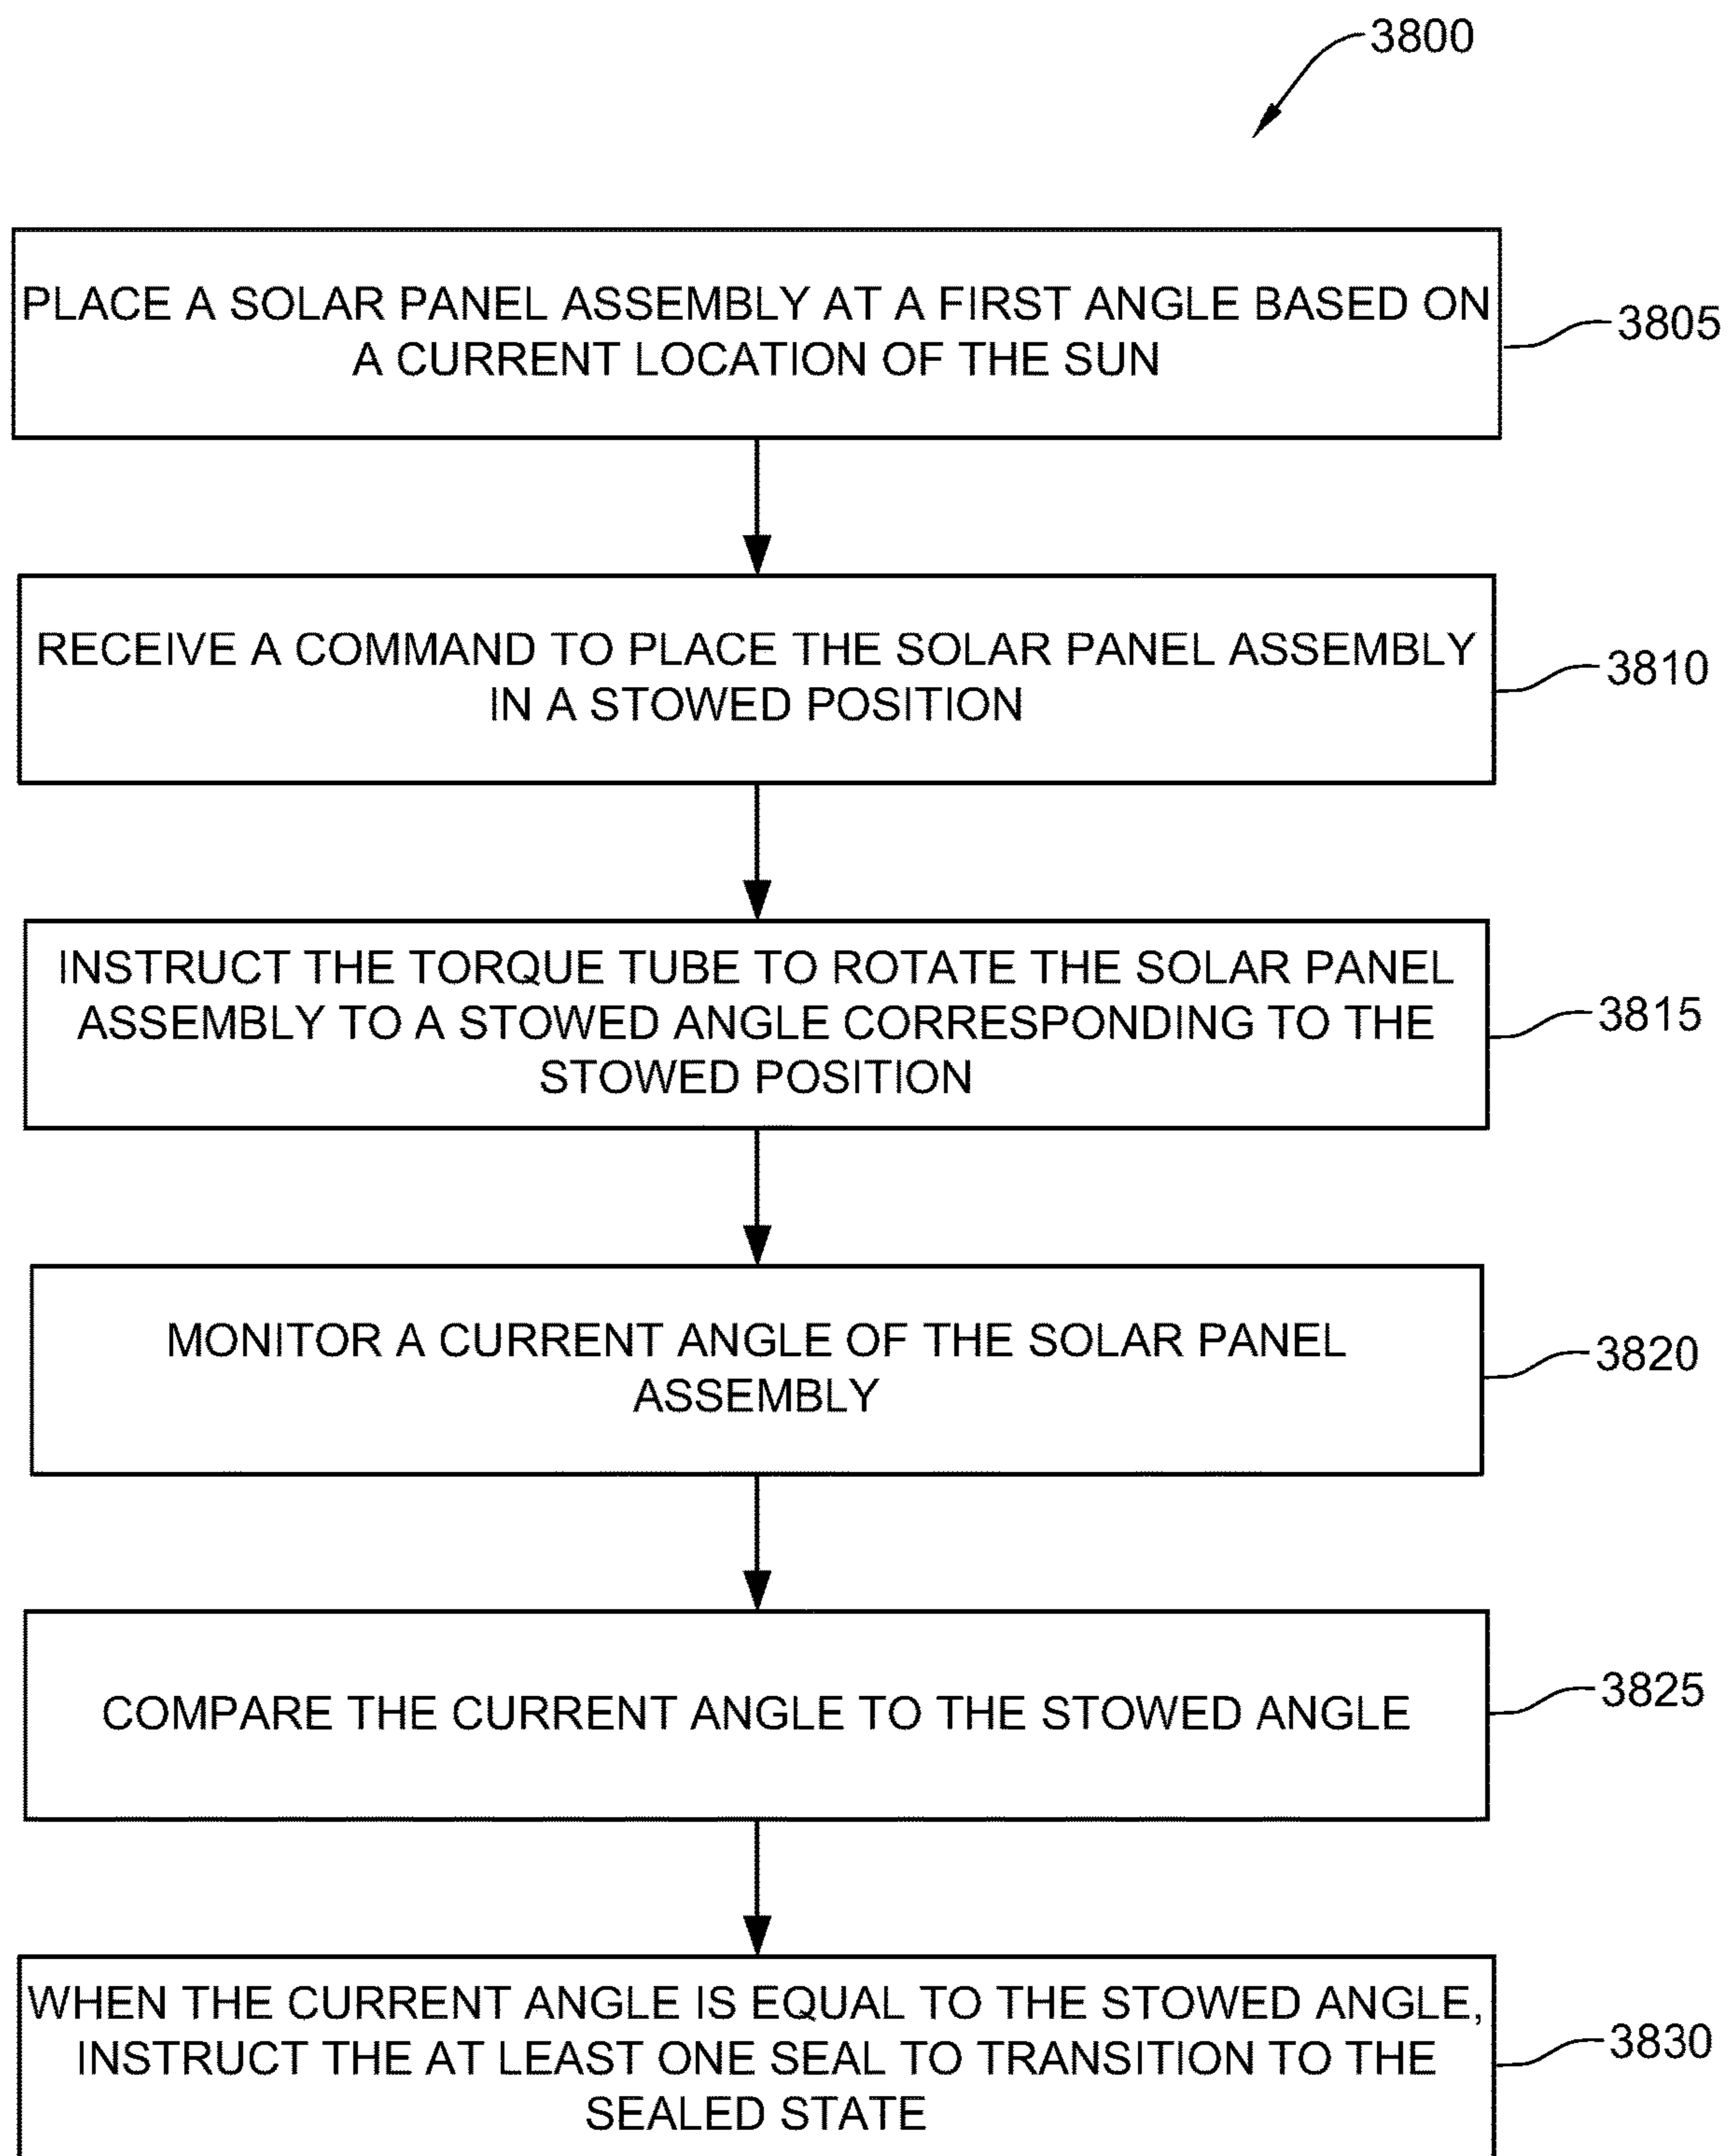 3800
PLACE A SOLAR PANEL ASSEMBLY AT A FIRST ANGLE BASED ON
A CURRENT LOCATION OF THE SUN
3805
RECEIVE A COMMAND TO PLACE THE SOLAR PANEL ASSEMBLY
IN A STOWED POSITION
3810
INSTRUCT THE TORQUE TUBE TO ROTATE THE SOLAR PANEL
ASSEMBLY TO A STOWED ANGLE CORRESPONDING TO THE
STOWED POSITION
3815
MONITOR A CURRENT ANGLE OF THE SOLAR PANEL
ASSEMBLY
3820
COMPARE THE CURRENT ANGLE TO THE STOWED ANGLE
3825
WHEN THE CURRENT ANGLE IS EQUAL TO THE STOWED ANGLE,
INSTRUCT THE AT LEAST ONE SEAL TO TRANSITION TO THE
SEALED STATE
3830